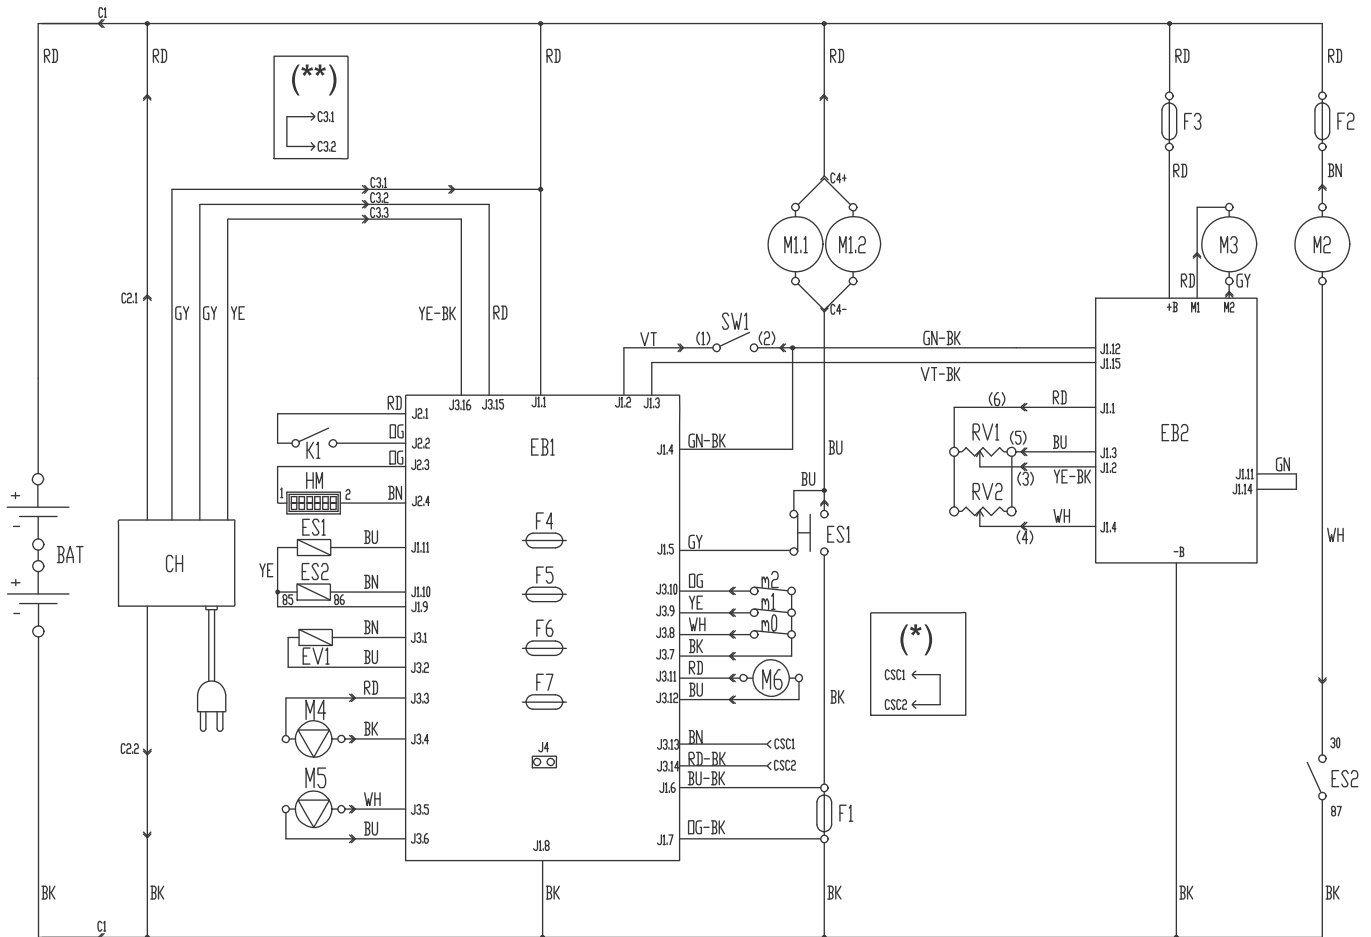 C1
RD RD RD RD RD RD
(**)
C3.1
C3.2
F3 F2
RD BN
C3.1
C3.2
C3.3
C4+
M1.1 M1.2 M3 M2
RD GY
C2.1
GY GY YE YE-BK RD
C4-
+B M1 M2
SW1
VT (1) (2) GN-BK J1.12
VT-BK J1.15
J3.16 J3.15 J1.1 J1.2 J1.3
RD J2.1
OG J2.2
K1
OG J2.3
HM
1 2 BN J2.4
EB1
J1.4 GN-BK
BU
(6) RD J1.1
RV1 (5) BU J1.3
(3) YE-BK J1.2
RV2
(4) WH J1.4
EB2
J1.11 GN
J1.14
-B
BU
ES1 BU J1.11
YE
ES2 BN J1.10
85 86 J1.9
BN J3.1
EV1 BU J3.2
RD J3.3
M4 BK J3.4
M5 WH J3.5
BU J3.6
F4
F5
F6
F7
J4
J1.8
J1.5 GY ES1
J3.10 OG m2
J3.9 YE m1
J3.8 WH m0
J3.7 BK
J3.11 RD M6
J3.12 BU
J3.13 BN CSC1
J3.14 RD-BK CSC2
J1.6 BU-BK
J1.7 OG-BK
F1
BK
(*)
CSC1
CSC2
WH
30
ES2
87
+
-
BAT
+
-
CH
C2.2
BK BK BK BK BK BK
C1